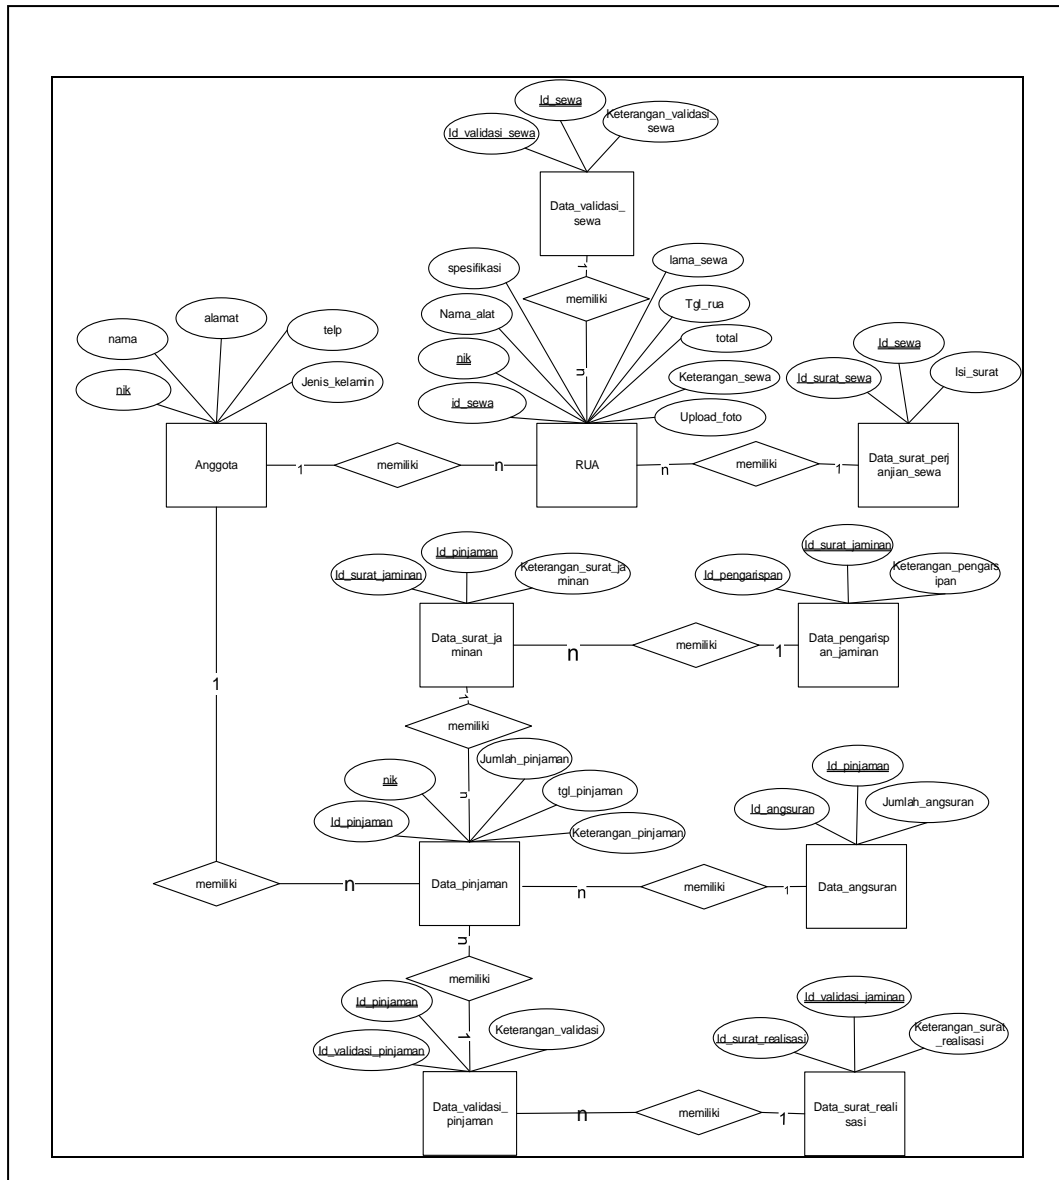 Id_sewa
Keterangan_validasi_
sewa
Id_validasi_sewa
Data_validasi_
sewa
1
memiliki
n
spesifikasi
lama_sewa
Nama_alat
Tgl_rua
nik
total
id_sewa
Keterangan_sewa
Upload_foto
nama
alamat
telp
nik
Jenis_kelamin
Anggota
1
memiliki
n
RUA
n
memiliki
1
Id_sewa
Id_surat_sewa
Isi_surat
Data_surat_perj
anjian_sewa
Id_pinjaman
Id_surat_jaminan
Keterangan_surat_ja
minan
Data_surat_ja
minan
n
memiliki
1
Id_surat_jaminan
Id_pengarispan
Keterangan_pengars
ipan
Data_pengarisp
an_jaminan
1
1
memiliki
n
Jumlah_pinjaman
nik
tgl_pinjaman
Id_pinjaman
Keterangan_pinjaman
memiliki
n
Data_pinjaman
n
memiliki
1
Id_pinjaman
Id_angsuran
Jumlah_angsuran
Data_angsuran
n
memiliki
1
Id_pinjaman
Keterangan_validasi
Id_validasi_pinjaman
Data_validasi_
pinjaman
n
memiliki
1
Id_validasi_jaminan
Id_surat_realisasi
Keterangan_surat
_realisasi
Data_surat_reali
sasi